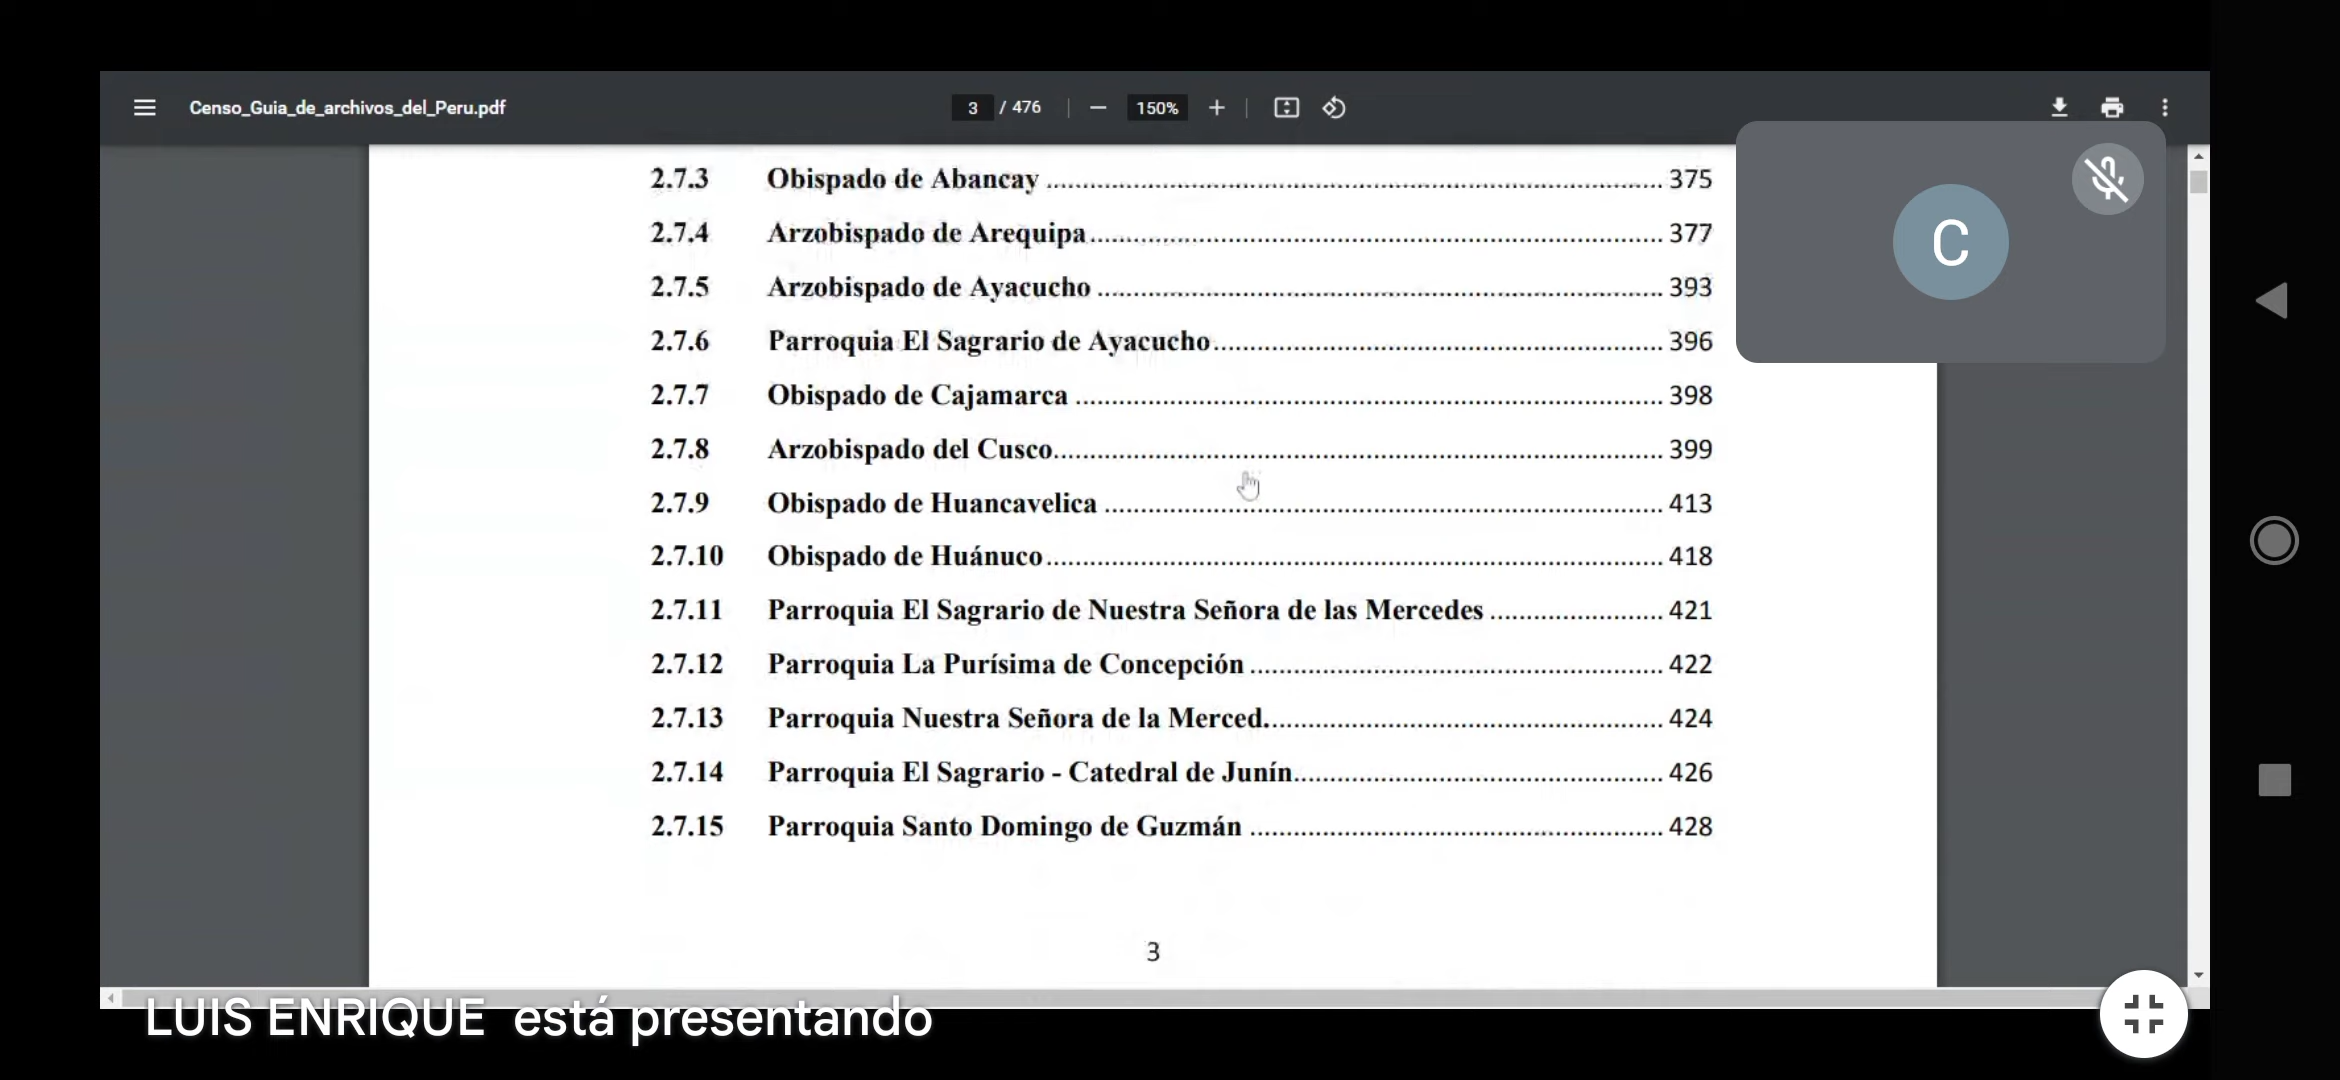 Censo_Guia_de_archivos_del_Peru.pdf 3 / 476 150%
2.7.3 Obispado de Abancay 375
2.7.4 Arzobispado de Arequipa 377
2.7.5 Arzobispado de Ayacucho 393
2.7.6 Parroquia El Sagrario de Ayacucho 396
2.7.7 Obispado de Cajamarca 398
2.7.8 Arzobispado del Cusco 399
2.7.9 Obispado de Huancavelica 413
2.7.10 Obispado de Huánuco 418
2.7.11 Parroquia El Sagrario de Nuestra Señora de las Mercedes 421
2.7.12 Parroquia La Purísima de Concepción 422
2.7.13 Parroquia Nuestra Señora de la Merced. 424
2.7.14 Parroquia El Sagrario - Catedral de Junín 426
2.7.15 Parroquia Santo Domingo de Guzmán 428
3
C
LUIS ENRIQUE está presentando